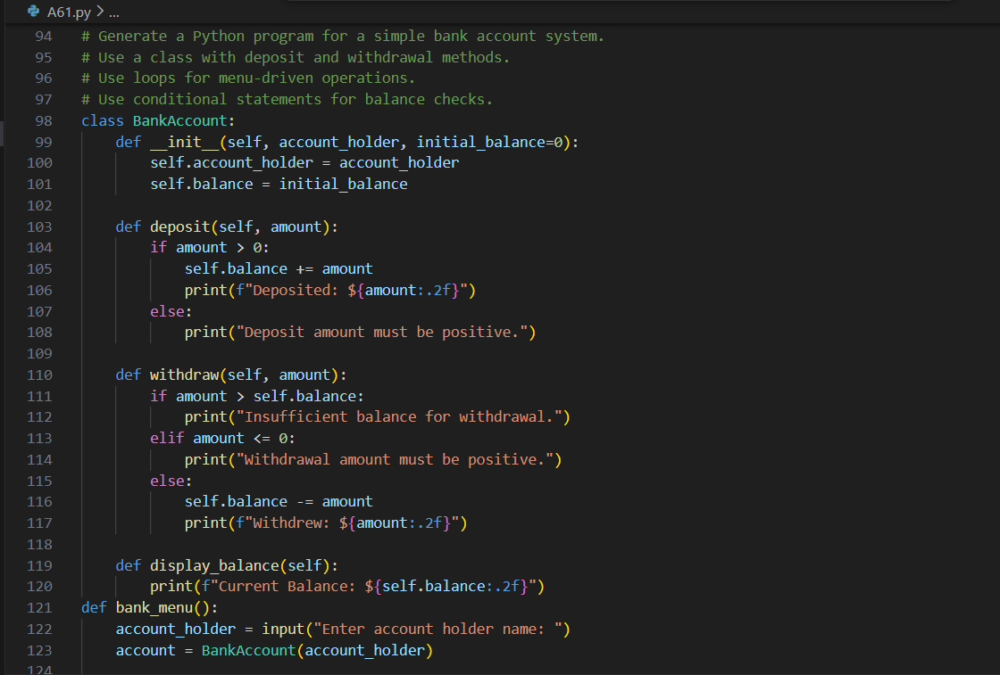 A61.py > ...
94 # Generate a Python program for a simple bank account system.
95 # Use a class with deposit and withdrawal methods.
96 # Use loops for menu-driven operations.
97 # Use conditional statements for balance checks.
98 class BankAccount:
99     def __init__(self, account_holder, initial_balance=0):
100         self.account_holder = account_holder
101         self.balance = initial_balance
102
103     def deposit(self, amount):
104         if amount > 0:
105             self.balance += amount
106             print(f"Deposited: ${amount:.2f}")
107         else:
108             print("Deposit amount must be positive.")
109
110     def withdraw(self, amount):
111         if amount > self.balance:
112             print("Insufficient balance for withdrawal.")
113         elif amount <= 0:
114             print("Withdrawal amount must be positive.")
115         else:
116             self.balance -= amount
117             print(f"Withdrew: ${amount:.2f}")
118
119     def display_balance(self):
120         print(f"Current Balance: ${self.balance:.2f}")
121 def bank_menu():
122     account_holder = input("Enter account holder name: ")
123     account = BankAccount(account_holder)
124